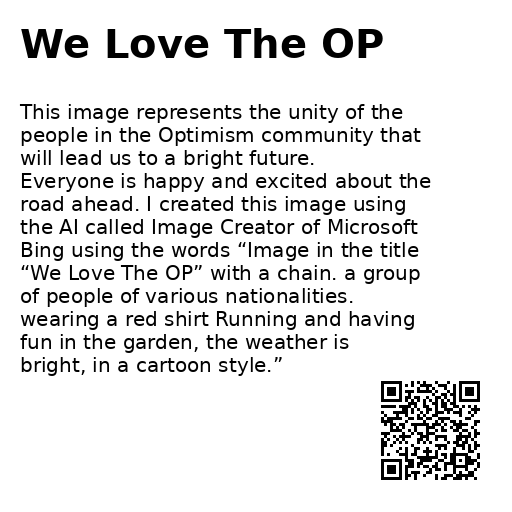 We Love The OP
This image represents the unity of the
people in the Optimism community that
will lead us to a bright future.
Everyone is happy and excited about the
road ahead. I created this image using
the AI called Image Creator of Microsoft
Bing using the words “Image in the title
“We Love The OP” with a chain. a group
of people of various nationalities.
wearing a red shirt Running and having
fun in the garden, the weather is
bright, in a cartoon style.”